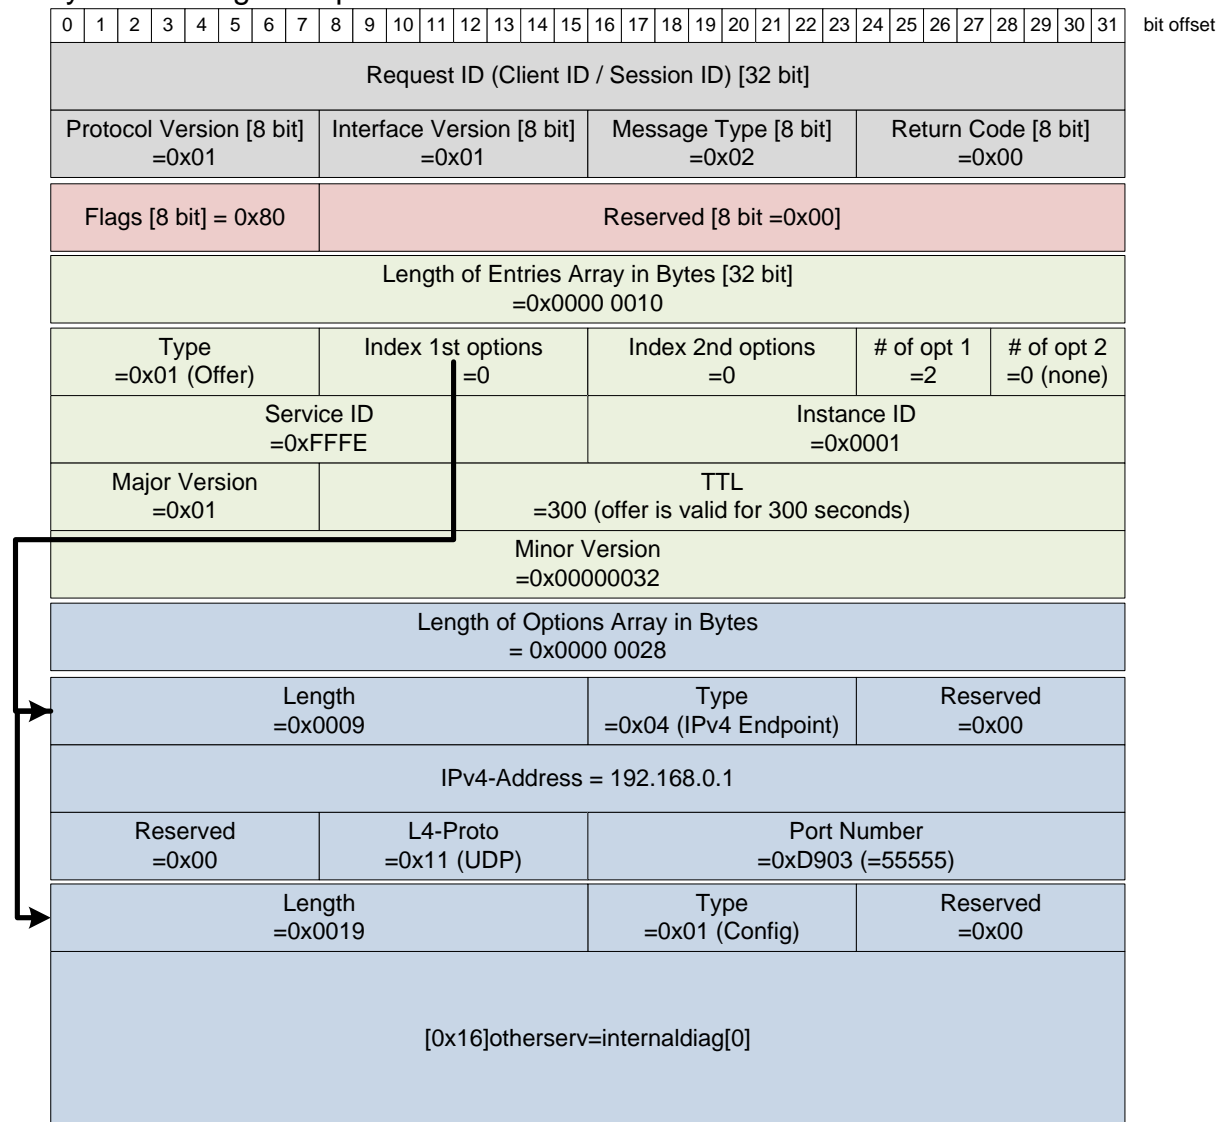 0 1 2 3 4 5 6 7 8 9 10 11 12 13 14 15 16 17 18 19 20 21 22 23 24 25 26 27 28 29 30 31 bit offset
Request ID (Client ID / Session ID) [32 bit]
Protocol Version [8 bit] Interface Version [8 bit] Message Type [8 bit] Return Code [8 bit]
=0x01 =0x01 =0x02 =0x00
Flags [8 bit] = 0x80 Reserved [8 bit =0x00]
Length of Entries Array in Bytes [32 bit]
=0x0000 0010
Type Index 1st options Index 2nd options # of opt 1 # of opt 2
=0x01 (Offer) =0 =0 =2 =0 (none)
Service ID Instance ID
=0xFFFE =0x0001
Major Version TTL
=0x01 =300 (offer is valid for 300 seconds)
Minor Version
=0x00000032
Length of Options Array in Bytes
= 0x0000 0028
Length Type Reserved
=0x0009 =0x04 (IPv4 Endpoint) =0x00
IPv4-Address = 192.168.0.1
Reserved L4-Proto Port Number
=0x00 =0x11 (UDP) =0xD903 (=55555)
Length Type Reserved
=0x0019 =0x01 (Config) =0x00
[0x16]otherserv=internaldiag[0]